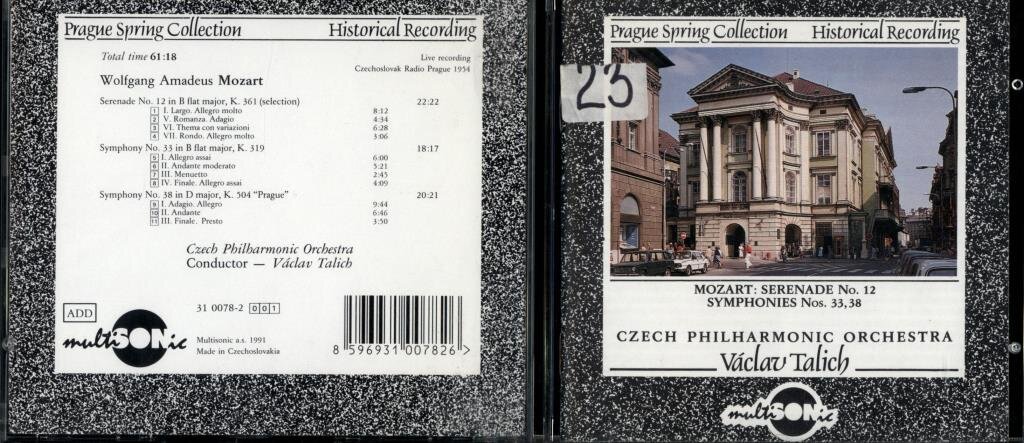 Prague Spring Collection Historical Recording
Total time 61:18
Live recording
Czechoslovak Radio Prague 1954
Wolfgang Amadeus Mozart
Serenade No. 12 in B flat major, K. 361 (selection) 22:22
1 I. Largo. Allegro molto 8:12
2 V. Romanza. Adagio 4:34
3 VI. Thema con variazioni 6:28
4 VII. Rondo. Allegro molto 3:06
Symphony No. 33 in B flat major, K. 319 18:17
5 I. Allegro assai 6:00
6 II. Andante moderato 5:21
7 III. Menuetto 2:45
8 IV. Finale. Allegro assai 4:09
Symphony No. 38 in D major, K. 504 "Prague" 20:21
9 I. Adagio. Allegro 9:44
10 II. Andante 6:46
11 III. Finale. Presto 3:50
Czech Philharmonic Orchestra
Conductor — Václav Talich
ADD
multiSONic
31 0078-2 001
Multisonic a.s. 1991
Made in Czechoslovakia
8 596931 007826 >
Prague Spring Collection Historical Recording
23
MOZART: SERENADE No. 12
SYMPHONIES Nos. 33,38
CZECH PHILHARMONIC ORCHESTRA
Václav Talich
multiSONic